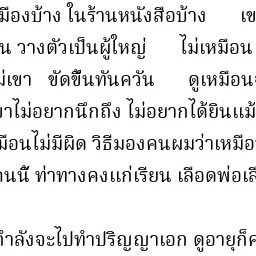 มืองบ้าง ในร้านหนังสือบ้าง เข
น วางตัวเป็นผู้ใหญ่ ไม่เหมือน
เขา ขัดขืนทันควัน ดูเหมือน
าไม่อยากนึกถึง ไม่อยากได้ยินแม้
มือนไม่มีผิด วิธีมองคนผมว่าเหมือ
านนี้ ท่าทางคงแก่เรียน เลือดพ่อเสี
กำลังจะไปทำปริญญาเอก ดูอายุก็ค